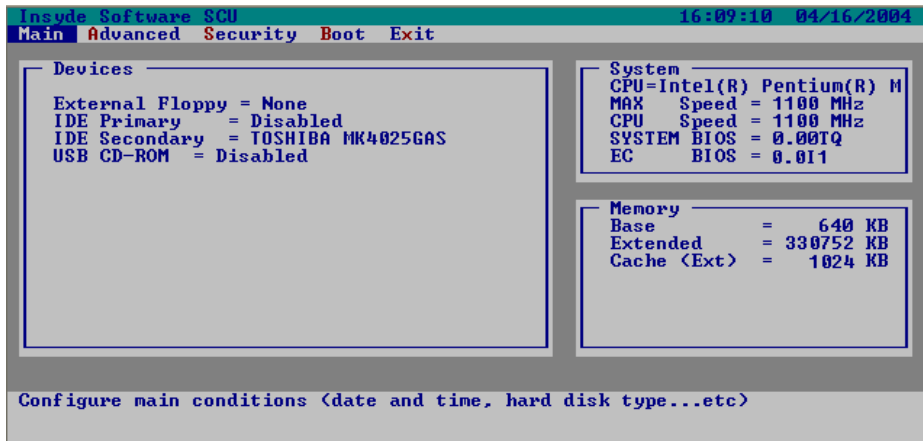 Insyde Software SCU 16:09:10 04/16/2004
Main Advanced Security Boot Exit
Devices
External Floppy = None
IDE Primary = Disabled
IDE Secondary = TOSHIBA MK4025GAS
USB CD-ROM = Disabled
System
CPU=Intel(R) Pentium(R) M
MAX Speed = 1100 MHz
CPU Speed = 1100 MHz
SYSTEM BIOS = 0.00TQ
EC BIOS = 0.0I1
Memory
Base = 640 KB
Extended = 330752 KB
Cache (Ext) = 1024 KB
Configure main conditions (date and time, hard disk type...etc)